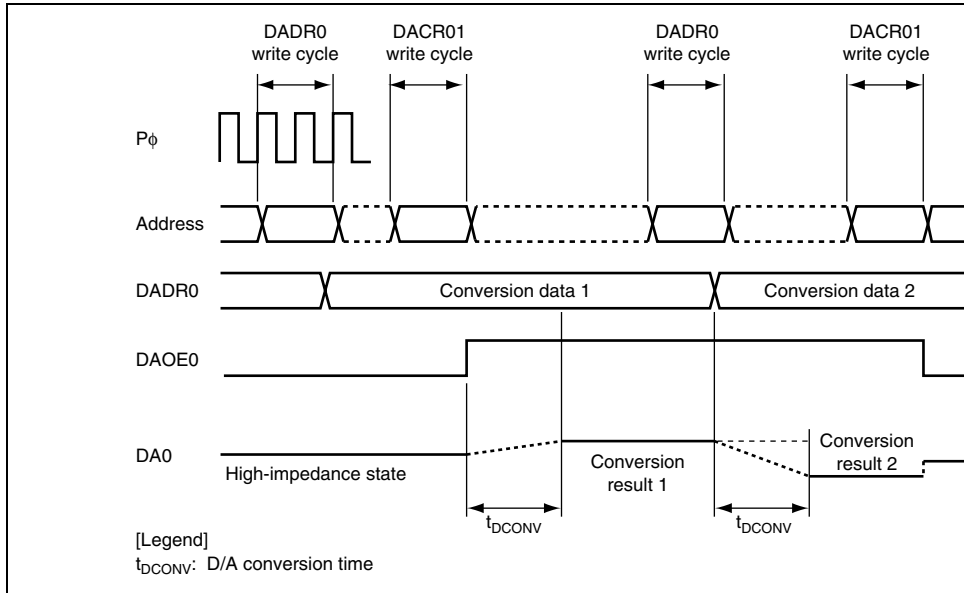 DADR0
write cycle
DACR01
write cycle
DADR0
write cycle
DACR01
write cycle
Pϕ
Address
DADR0
Conversion data 1
Conversion data 2
DAOE0
DA0
High-impedance state
Conversion
result 1
Conversion
result 2
tDCONV
tDCONV
[Legend]
tDCONV: D/A conversion time